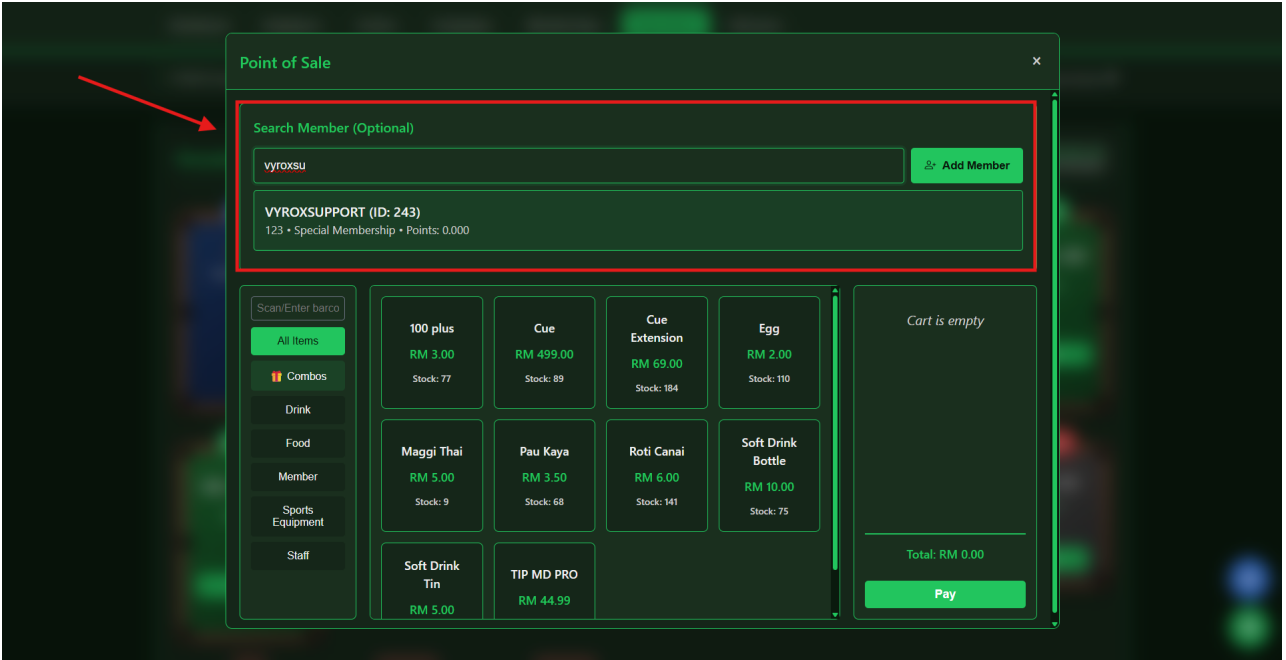 Point of Sale
×
Search Member (Optional)
vyroxsu
Add Member
VYROXSUPPORT (ID: 243)
123 • Special Membership • Points: 0.000
Scan/Enter barco
All Items
Combos
Drink
Food
Member
Sports
Equipment
Staff
100 plus
RM 3.00
Stock: 77
Cue
RM 499.00
Stock: 89
Cue
Extension
RM 69.00
Stock: 184
Egg
RM 2.00
Stock: 110
Maggi Thai
RM 5.00
Stock: 9
Pau Kaya
RM 3.50
Stock: 68
Roti Canai
RM 6.00
Stock: 141
Soft Drink
Bottle
RM 10.00
Stock: 75
Soft Drink
Tin
RM 5.00
TIP MD PRO
RM 44.99
Cart is empty
Total: RM 0.00
Pay